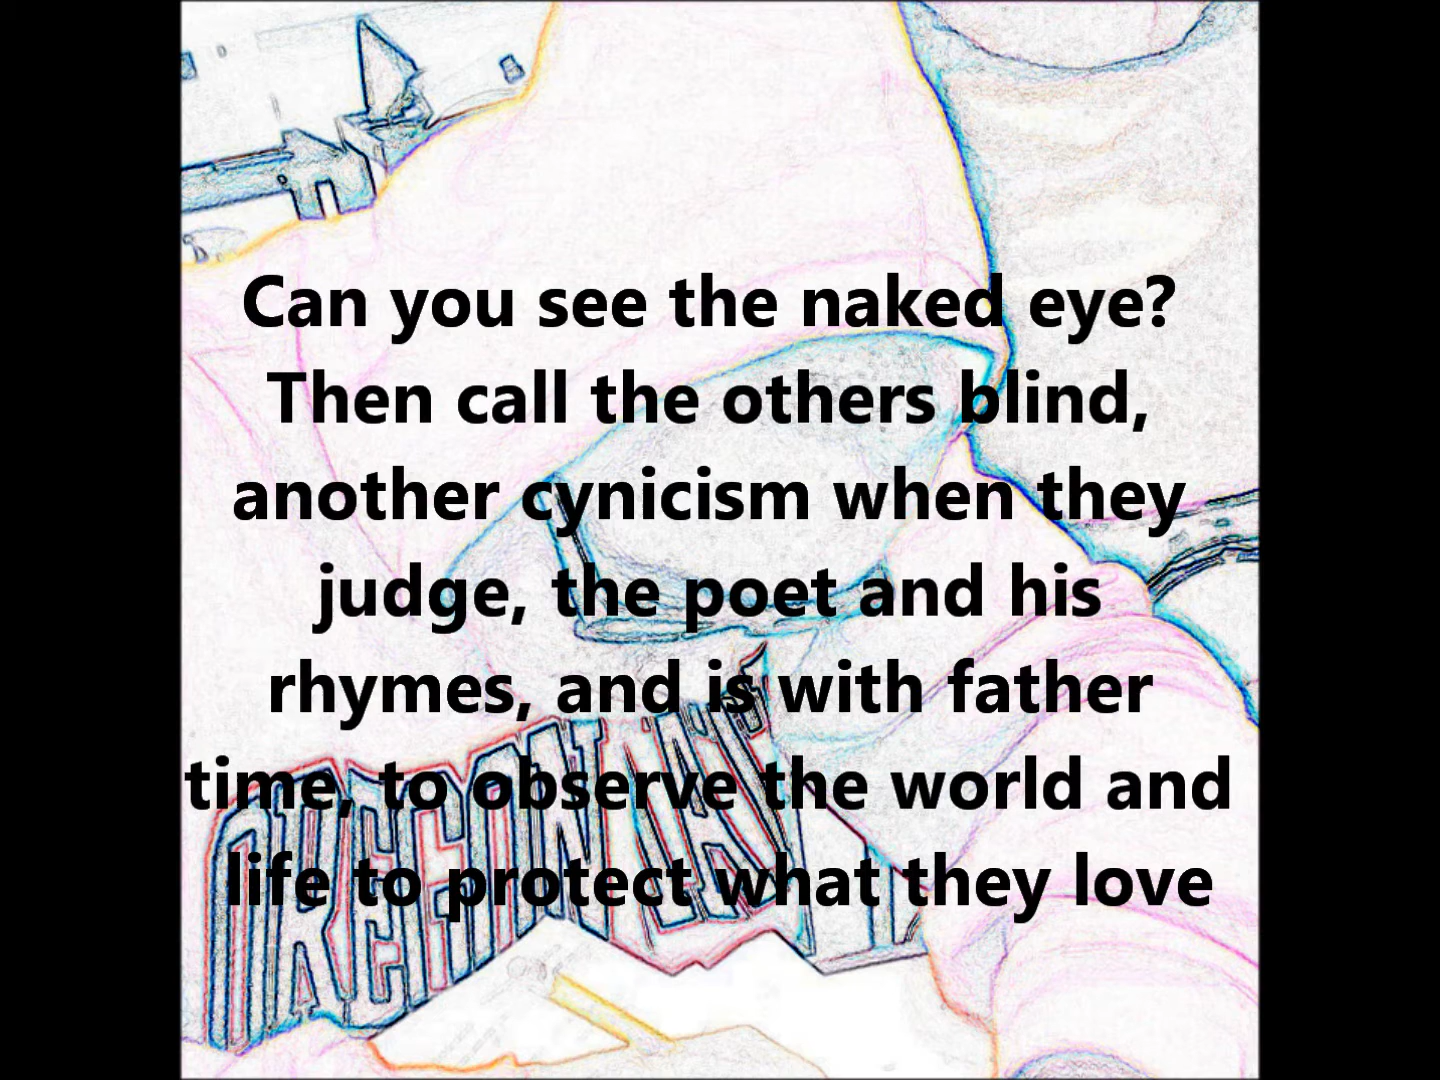 Can you see the naked eye?
Then call the others blind,
another cynicism when they
judge, the poet and his
rhymes, and is with father
time, to observe the world and
life to protect what they love